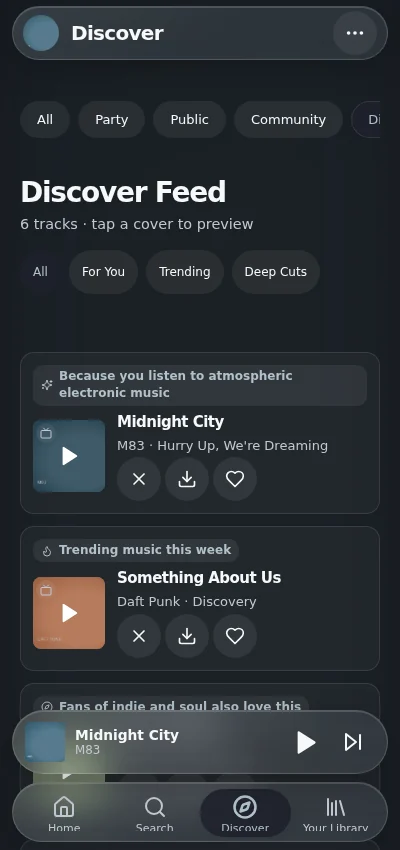 Discover
All
Party
Public
Community
Di
Discover Feed
6 tracks · tap a cover to preview
All
For You
Trending
Deep Cuts
Because you listen to atmospheric
electronic music
Midnight City
M83 · Hurry Up, We're Dreaming
M83
Trending music this week
Something About Us
Daft Punk · Discovery
Fans of indie and soul also love this
Midnight City
M83
Home
Search
Discover
Your Library